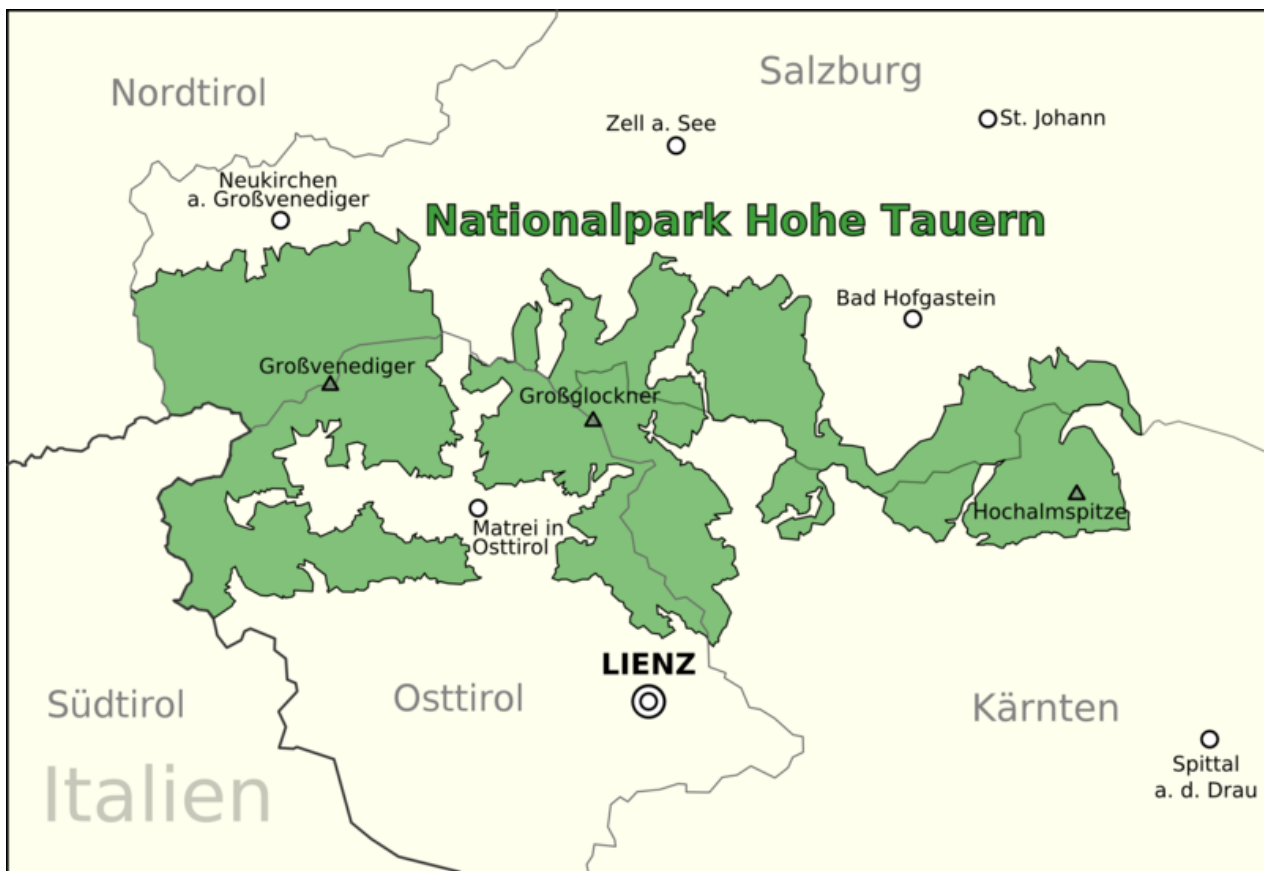 Nordtirol
Salzburg
Zell a. See
St. Johann
Neukirchen
a. Großvenediger
Nationalpark Hohe Tauern
Bad Hofgastein
Großvenediger
Großglockner
Hochalmspitze
Matrei in
Osttirol
LIENZ
Südtirol
Osttirol
Kärnten
Italien
Spittal
a. d. Drau